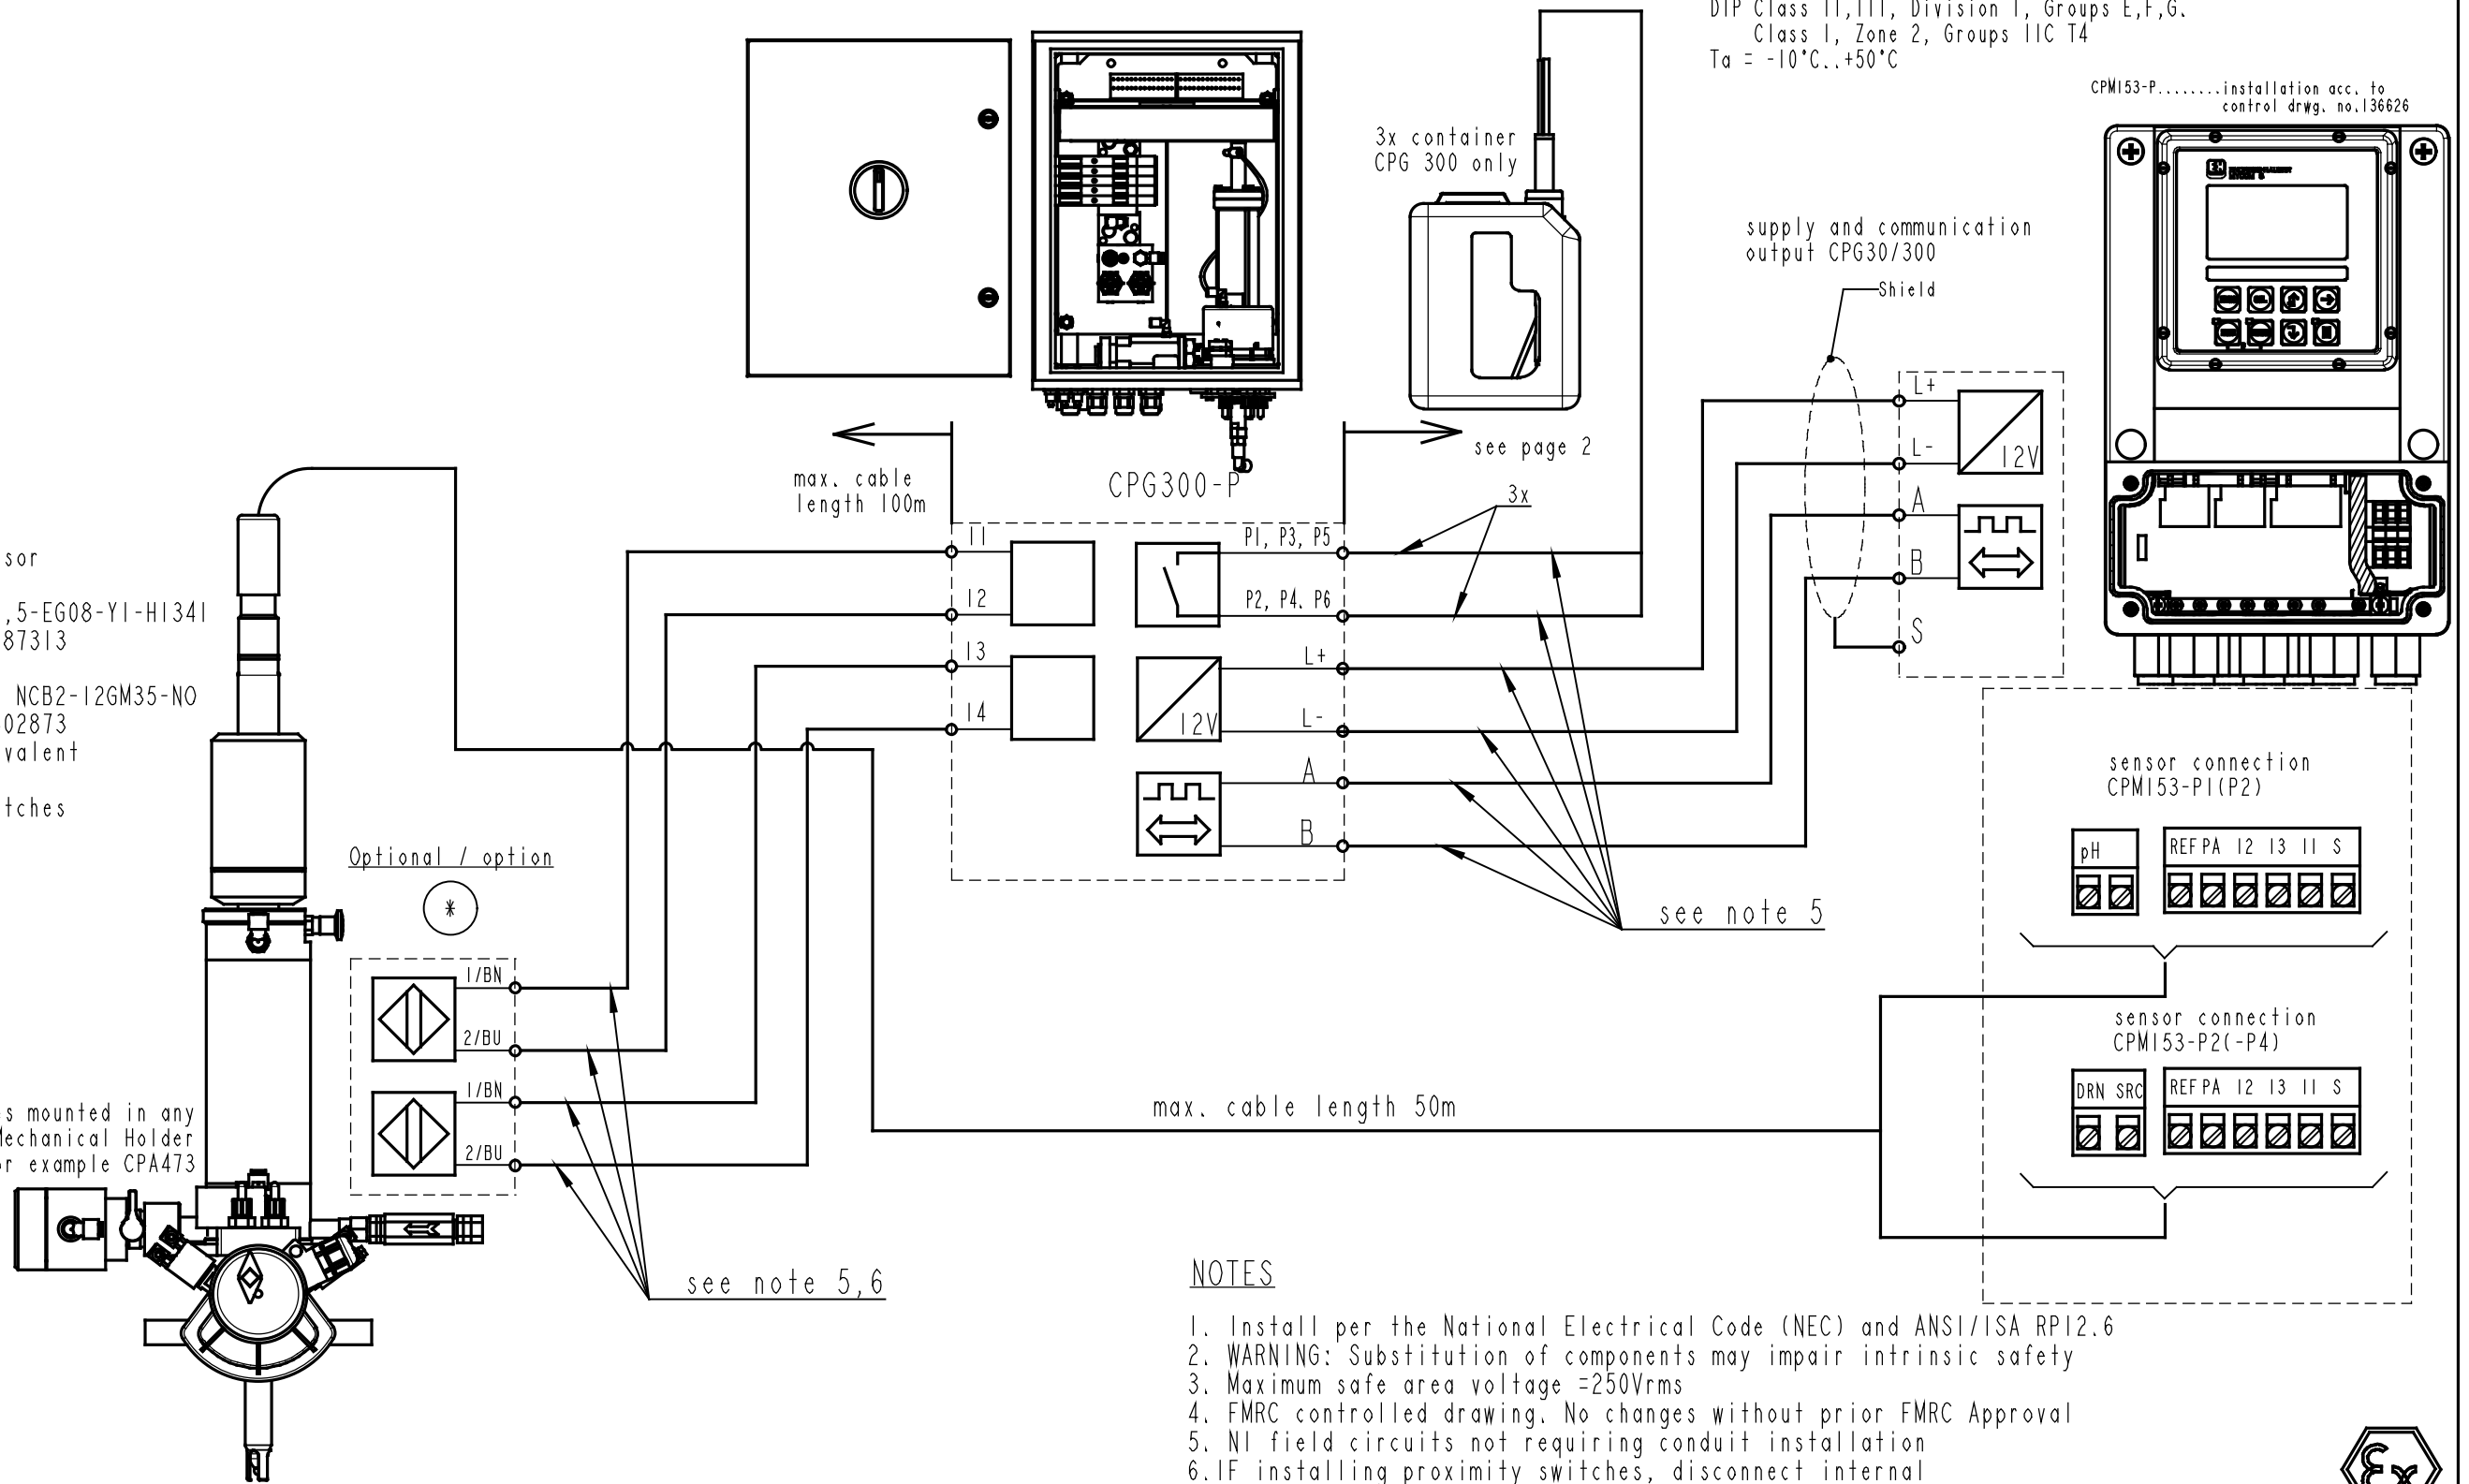 DIP Class II,III, Division I, Groups E,F,G.
Class I, Zone 2, Groups IIC T4
Ta = -10°C..+50°C
CPM153-P........installation acc. to
control drwg. no.136626
3x container
CPG 300 only
supply and communication
output CPG30/300
Shield
L+
L-
12V
A
B
S
see page 2
max. cable
length 100m
CPG300-P
3x
I1
I2
I3
I4
P1, P3, P5
P2, P4. P6
L+
L-
12V
A
B
sor
,5-EG08-Y1-H1341
87313
NCB2-12GM35-NO
02873
valent
tches
Optional / option
*
1/BN
2/BU
1/BN
2/BU
see note 5
see note 5,6
sensor connection
CPM153-P1(P2)
pH
REF PA I2 I3 I1 S
sensor connection
CPM153-P2(-P4)
DRN SRC
REF PA I2 I3 I1 S
max. cable length 50m
s mounted in any
Mechanical Holder
or example CPA473
NOTES
1. Install per the National Electrical Code (NEC) and ANSI/ISA RP12.6
2. WARNING: Substitution of components may impair intrinsic safety
3. Maximum safe area voltage =250Vrms
4. FMRC controlled drawing. No changes without prior FMRC Approval
5. NI field circuits not requiring conduit installation
6.IF installing proximity switches, disconnect internal